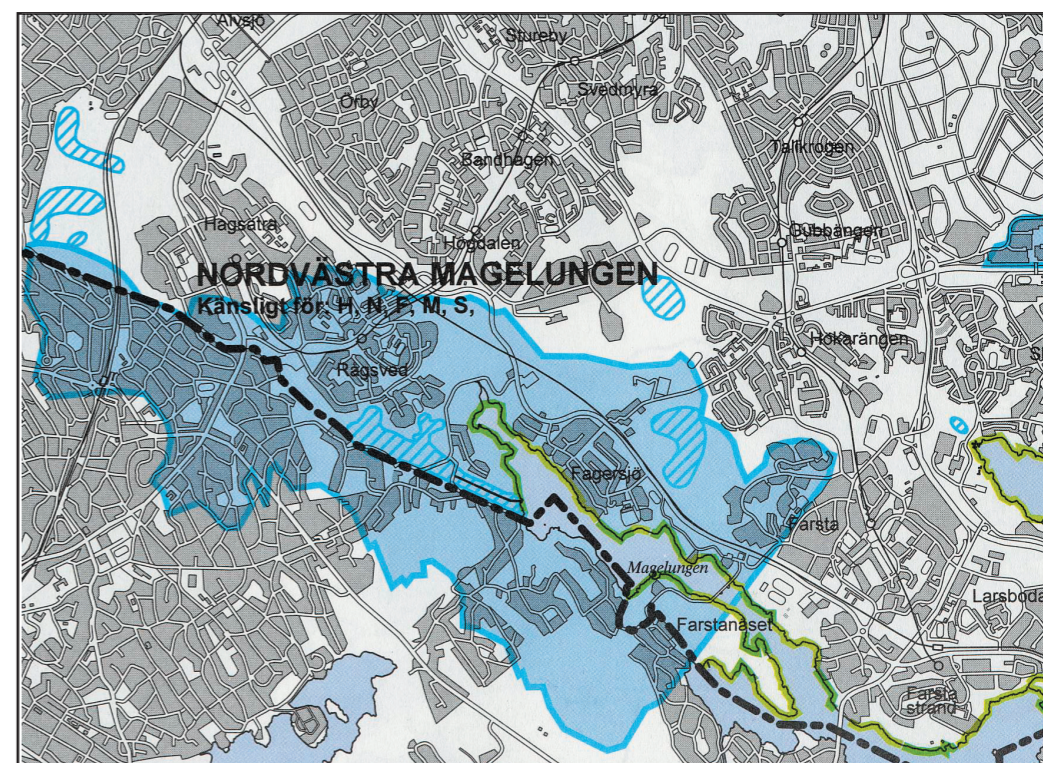 Älvsjö
Stureby
Örby
Svedmyra
Tallkrogen
Bandhagen
Hagsätra
Högdalen
Gubbängen
NORDVÄSTRA MAGELUNGEN
Känsligt för: H, N, F, M, S,
Hökarängen
Rågsved
Fagersjö
Farsta
Magelungen
Larsboda
Farstanäset
Farsta
strand